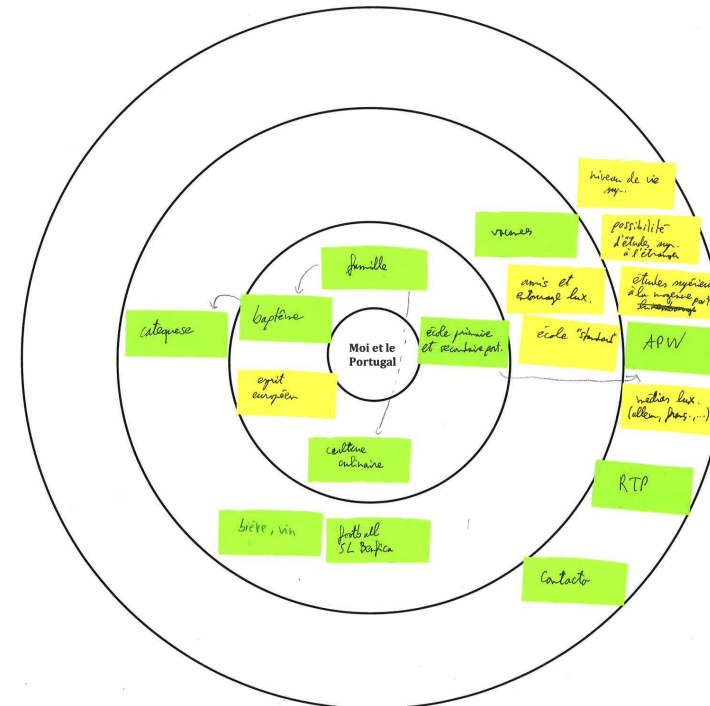 niveau de vie
sup.
possibilité
d'études sup.
à l'étranger
vacances
famille
amis et
entourage lux.
études supérieures
à la moyenne port.
baptême
catequese
école primaire
et secondaire port.
école "standard"
APW
Moi et le
Portugal
esprit
européen
médias lux.
(allem., franç., ...)
culture
culinaire
RTP
bière, vin
football
SL Benfica
Contacto